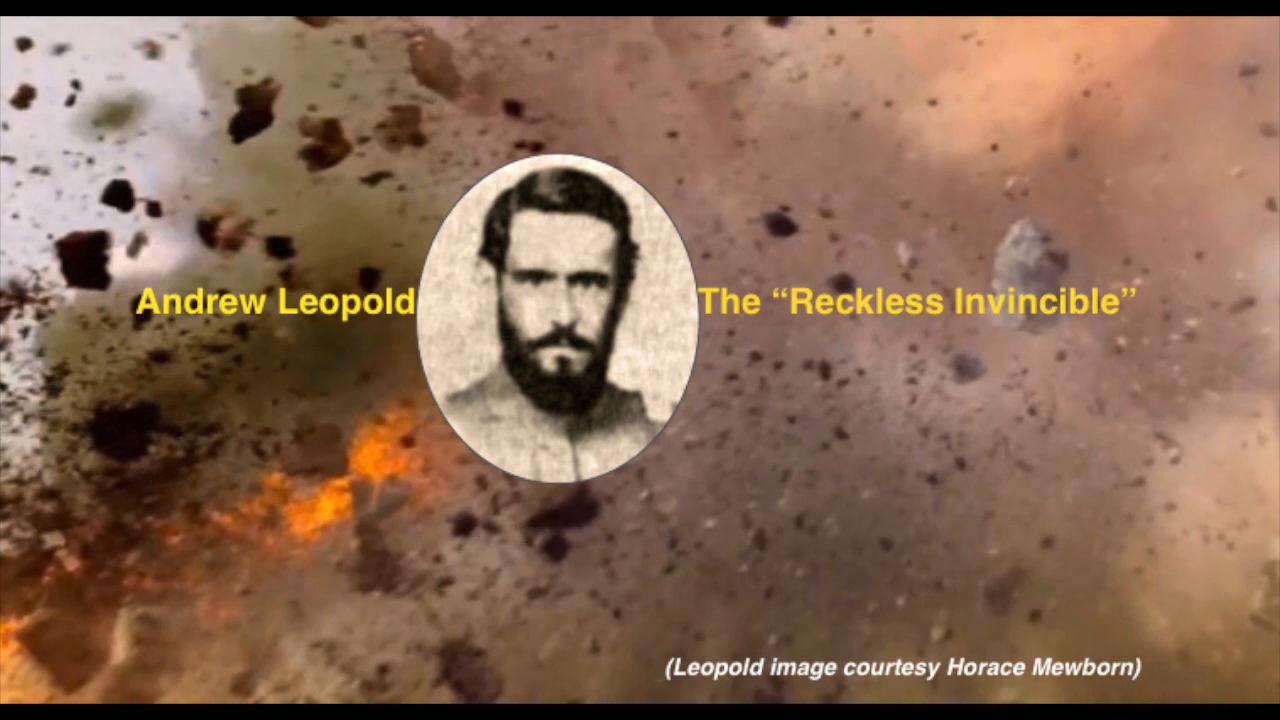 Andrew Leopold The “Reckless Invincible”
(Leopold image courtesy Horace Mewborn)